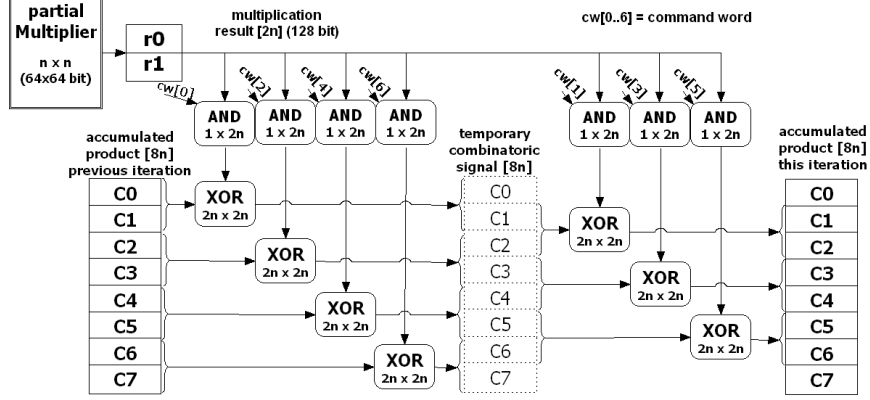 partial
Multiplier
n x n
(64x64 bit)
r0
r1
multiplication
result [2n] (128 bit)
cw[0..6] = command word
cw[0]
cw[2]
cw[4]
cw[6]
cw[1]
cw[3]
cw[5]
AND
1 x 2n
AND
1 x 2n
AND
1 x 2n
AND
1 x 2n
AND
1 x 2n
AND
1 x 2n
AND
1 x 2n
accumulated
product [8n]
previous iteration
C0
C1
C2
C3
C4
C5
C6
C7
XOR
2n x 2n
XOR
2n x 2n
XOR
2n x 2n
XOR
2n x 2n
temporary
combinatoric
signal [8n]
C0
C1
C2
C3
C4
C5
C6
C7
XOR
2n x 2n
XOR
2n x 2n
XOR
2n x 2n
accumulated
product [8n]
this iteration
C0
C1
C2
C3
C4
C5
C6
C7